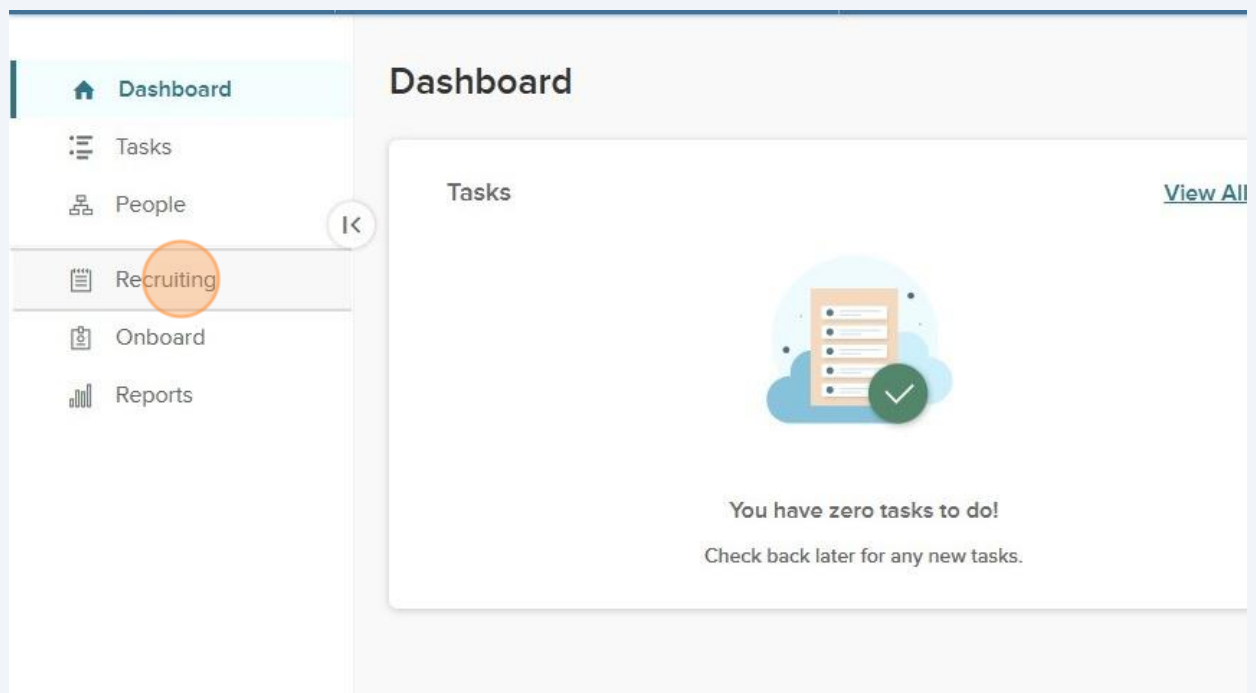 Dashboard
Tasks
People
Recruiting
Onboard
Reports
Dashboard
Tasks
View All
You have zero tasks to do!
Check back later for any new tasks.